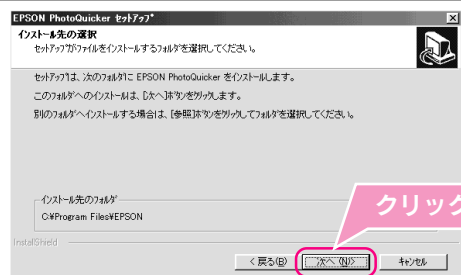 EPSON PhotoQuicker ｾｯﾄｱｯﾌﾟ
ｲﾝｽﾄｰﾙ先の選択
ｾｯﾄｱｯﾌﾟがﾌｧｲﾙをｲﾝｽﾄｰﾙするﾌｫﾙﾀﾞを選択してください。
ｾｯﾄｱｯﾌﾟは、次のﾌｫﾙﾀﾞに EPSON PhotoQuicker をｲﾝｽﾄｰﾙします。
このﾌｫﾙﾀﾞへのｲﾝｽﾄｰﾙは、[次へ]ﾎﾞﾀﾝをｸﾘｯｸします。
別のﾌｫﾙﾀﾞへｲﾝｽﾄｰﾙする場合は、[参照]ﾎﾞﾀﾝをｸﾘｯｸしてﾌｫﾙﾀﾞを選択してください。
ｲﾝｽﾄｰﾙ先のﾌｫﾙﾀﾞ
C:¥Program Files¥EPSON
クリック
InstallShield
< 戻る(B) 次へ (N)> ｷｬﾝｾﾙ